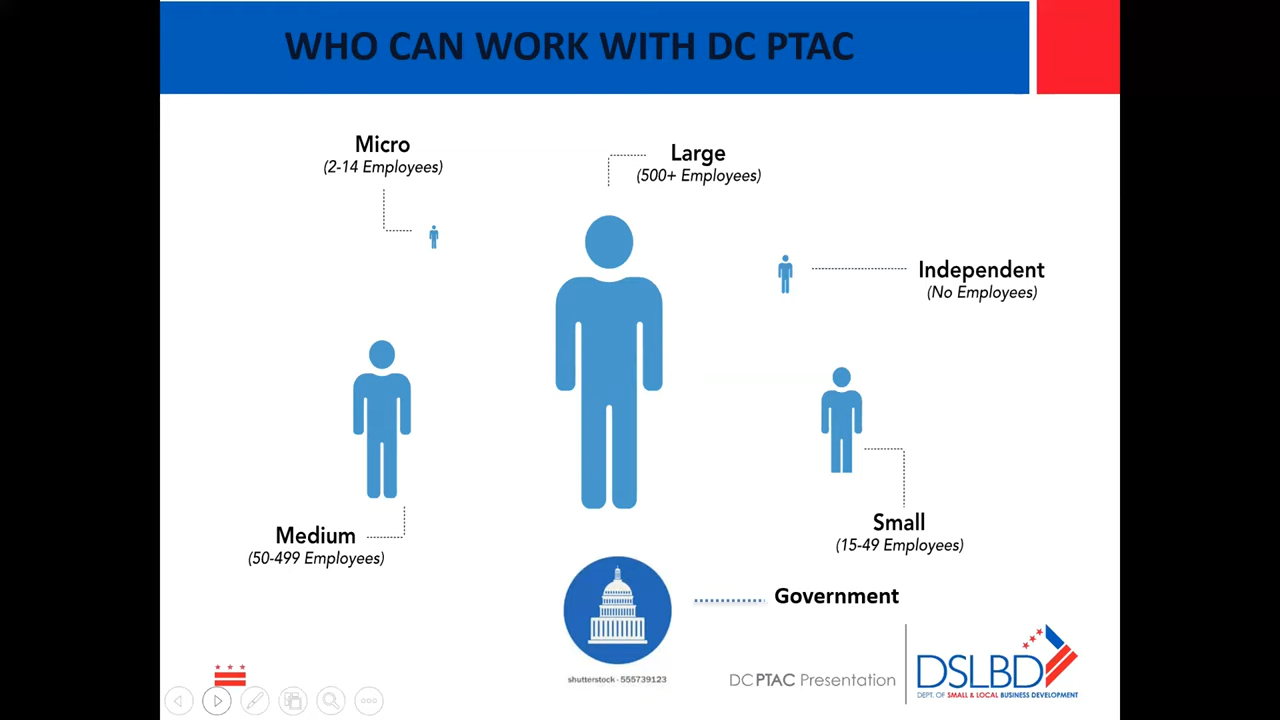 WHO CAN WORK WITH DC PTAC
Micro
(2-14 Employees)
Large
(500+ Employees)
Independent
(No Employees)
Medium
(50-499 Employees)
Small
(15-49 Employees)
Government
shutterstock · 555739123
DC PTAC Presentation
DSLBD
DEPT. OF SMALL & LOCAL BUSINESS DEVELOPMENT